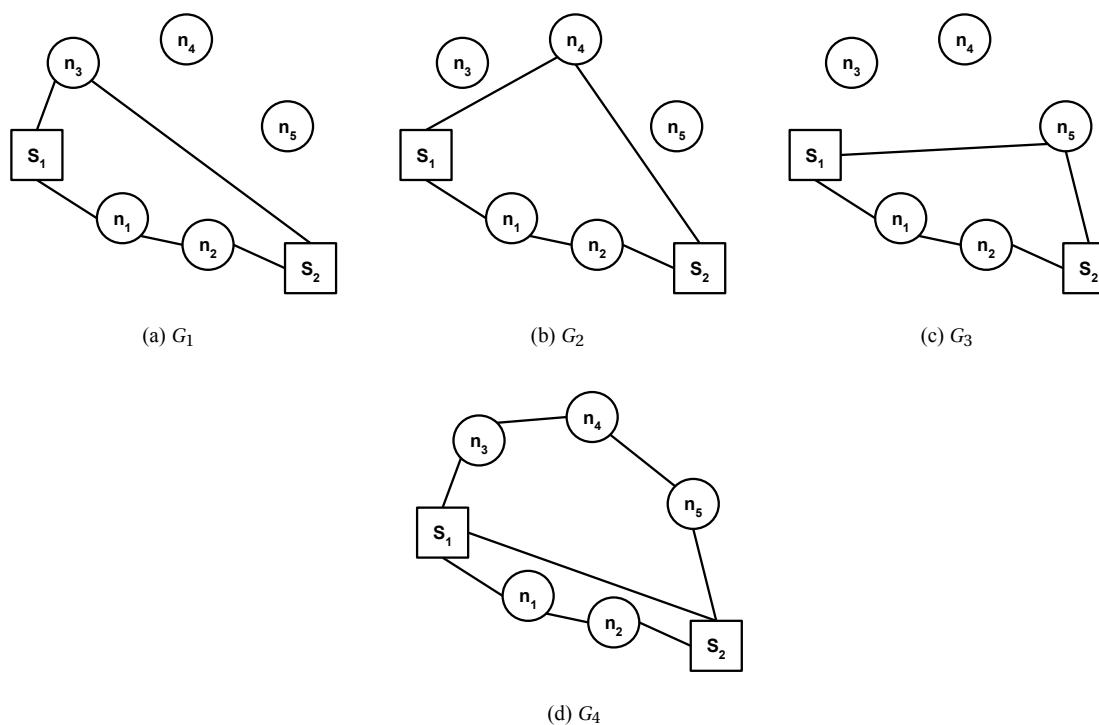 n₄
n₃
n₅
S₁
n₁
n₂
S₂
(a) G₁
n₄
n₃
n₅
S₁
n₁
n₂
S₂
(b) G₂
n₄
n₃
n₅
S₁
n₁
n₂
S₂
(c) G₃
n₄
n₃
n₅
S₁
n₁
n₂
S₂
(d) G₄